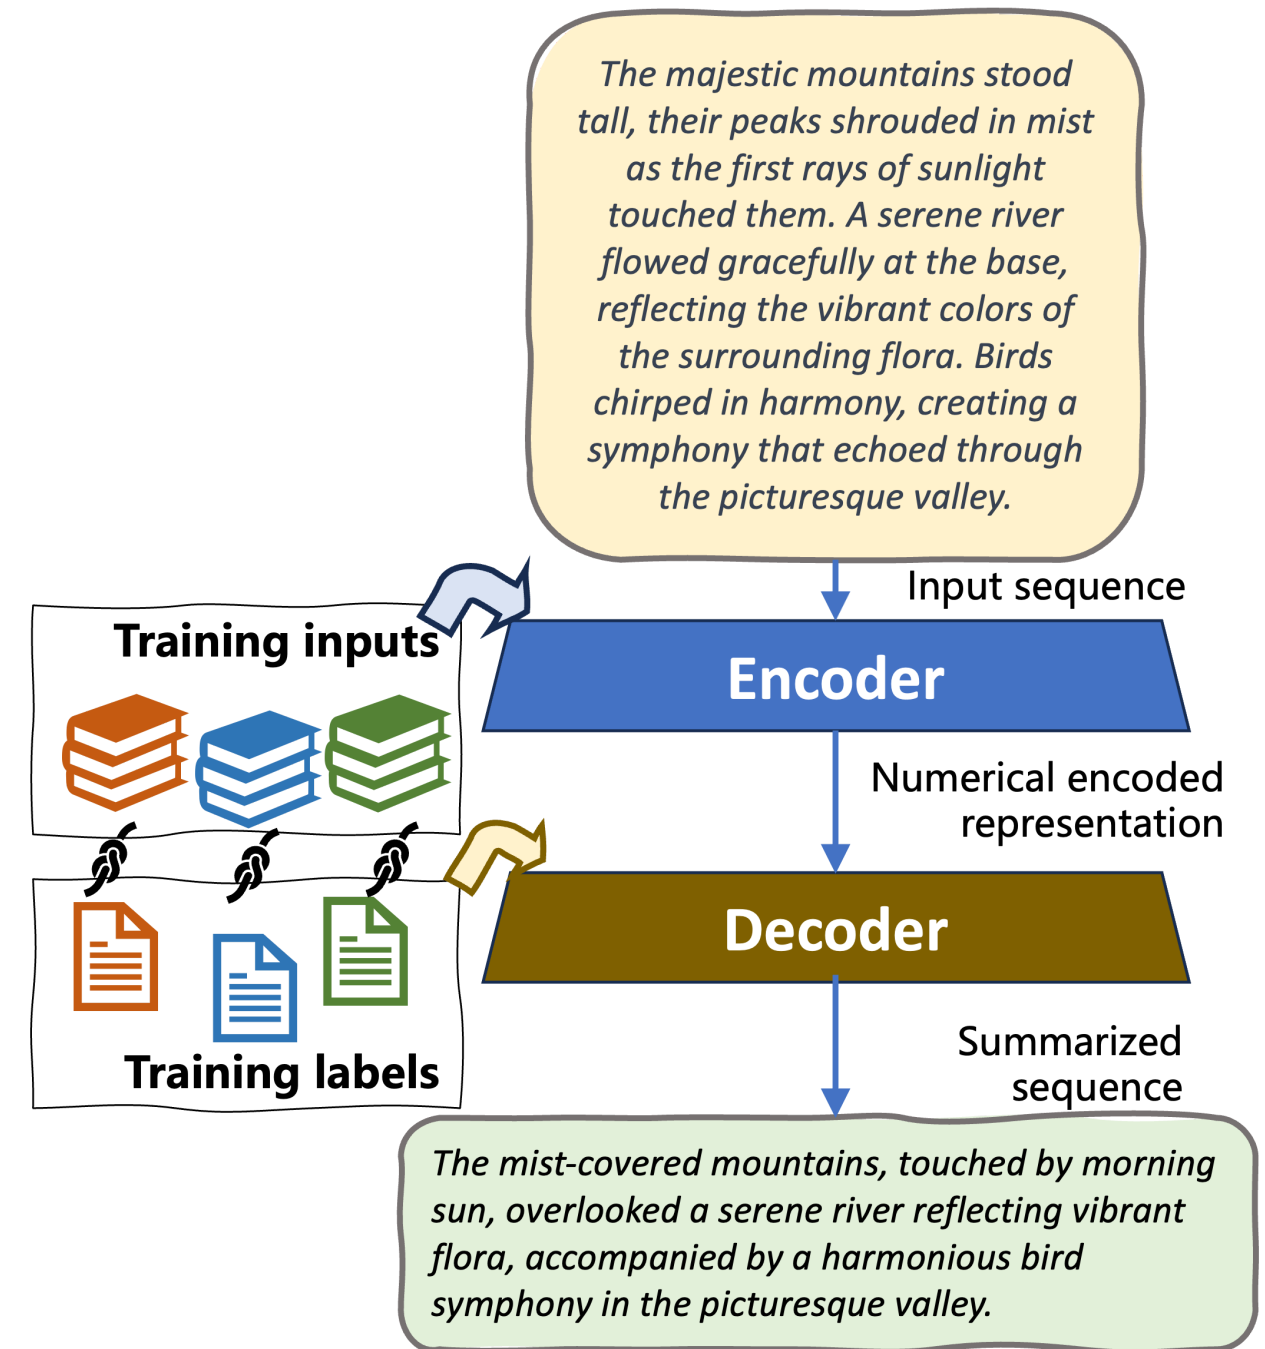 The majestic mountains stood
tall, their peaks shrouded in mist
as the first rays of sunlight
touched them. A serene river
flowed gracefully at the base,
reflecting the vibrant colors of
the surrounding flora. Birds
chirped in harmony, creating a
symphony that echoed through
the picturesque valley.
Input sequence
Training inputs
Encoder
Numerical encoded
representation
Decoder
Training labels
Summarized
sequence
The mist-covered mountains, touched by morning
sun, overlooked a serene river reflecting vibrant
flora, accompanied by a harmonious bird
symphony in the picturesque valley.